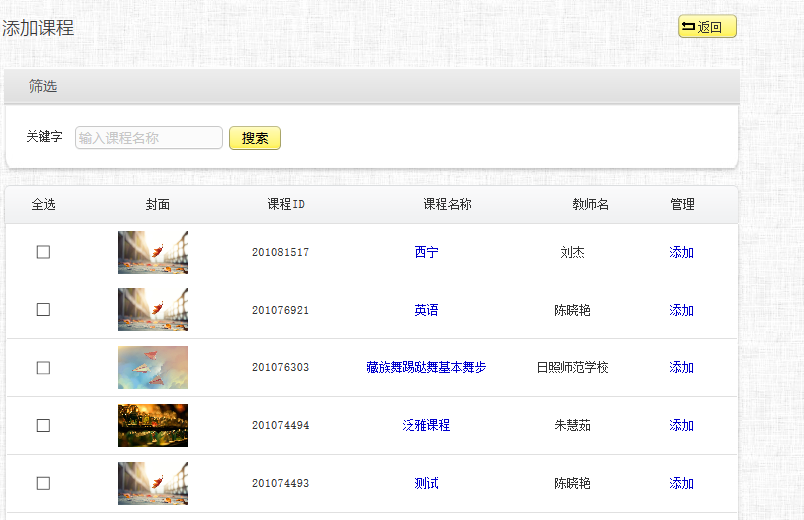 添加课程 返回
筛选
关键字 输入课程名称 搜索
全选 封面 课程ID 课程名称 教师名 管理
201081517 西宁 刘杰 添加
201076921 英语 陈晓艳 添加
201076303 藏族舞踢跶舞基本舞步 日照师范学校 添加
201074494 泛雅课程 朱慧茹 添加
201074493 测试 陈晓艳 添加